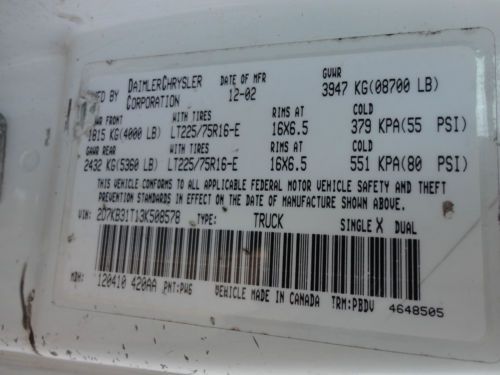 MFD BY DAIMLERCHRYSLER CORPORATION DATE OF MFR 12-02 GVWR 3947 KG(08700 LB)
GAWR FRONT WITH TIRES RIMS AT COLD
1815 KG(4000 LB) LT225/75R16-E 16X6.5 379 KPA(55 PSI)
GAWR REAR WITH TIRES RIMS AT COLD
2432 KG(5360 LB) LT225/75R16-E 16X6.5 551 KPA(80 PSI)
THIS VEHICLE CONFORMS TO ALL APPLICABLE FEDERAL MOTOR VEHICLE SAFETY AND THEFT
PREVENTION STANDARDS IN EFFECT ON THE DATE OF MANUFACTURE SHOWN ABOVE.
VIN: 2D7KB31T13K508578 TYPE: TRUCK SINGLE X DUAL
MDH: 120410 420AA PNT:PW6 VEHICLE MADE IN CANADA TRM:PBDV 4648505